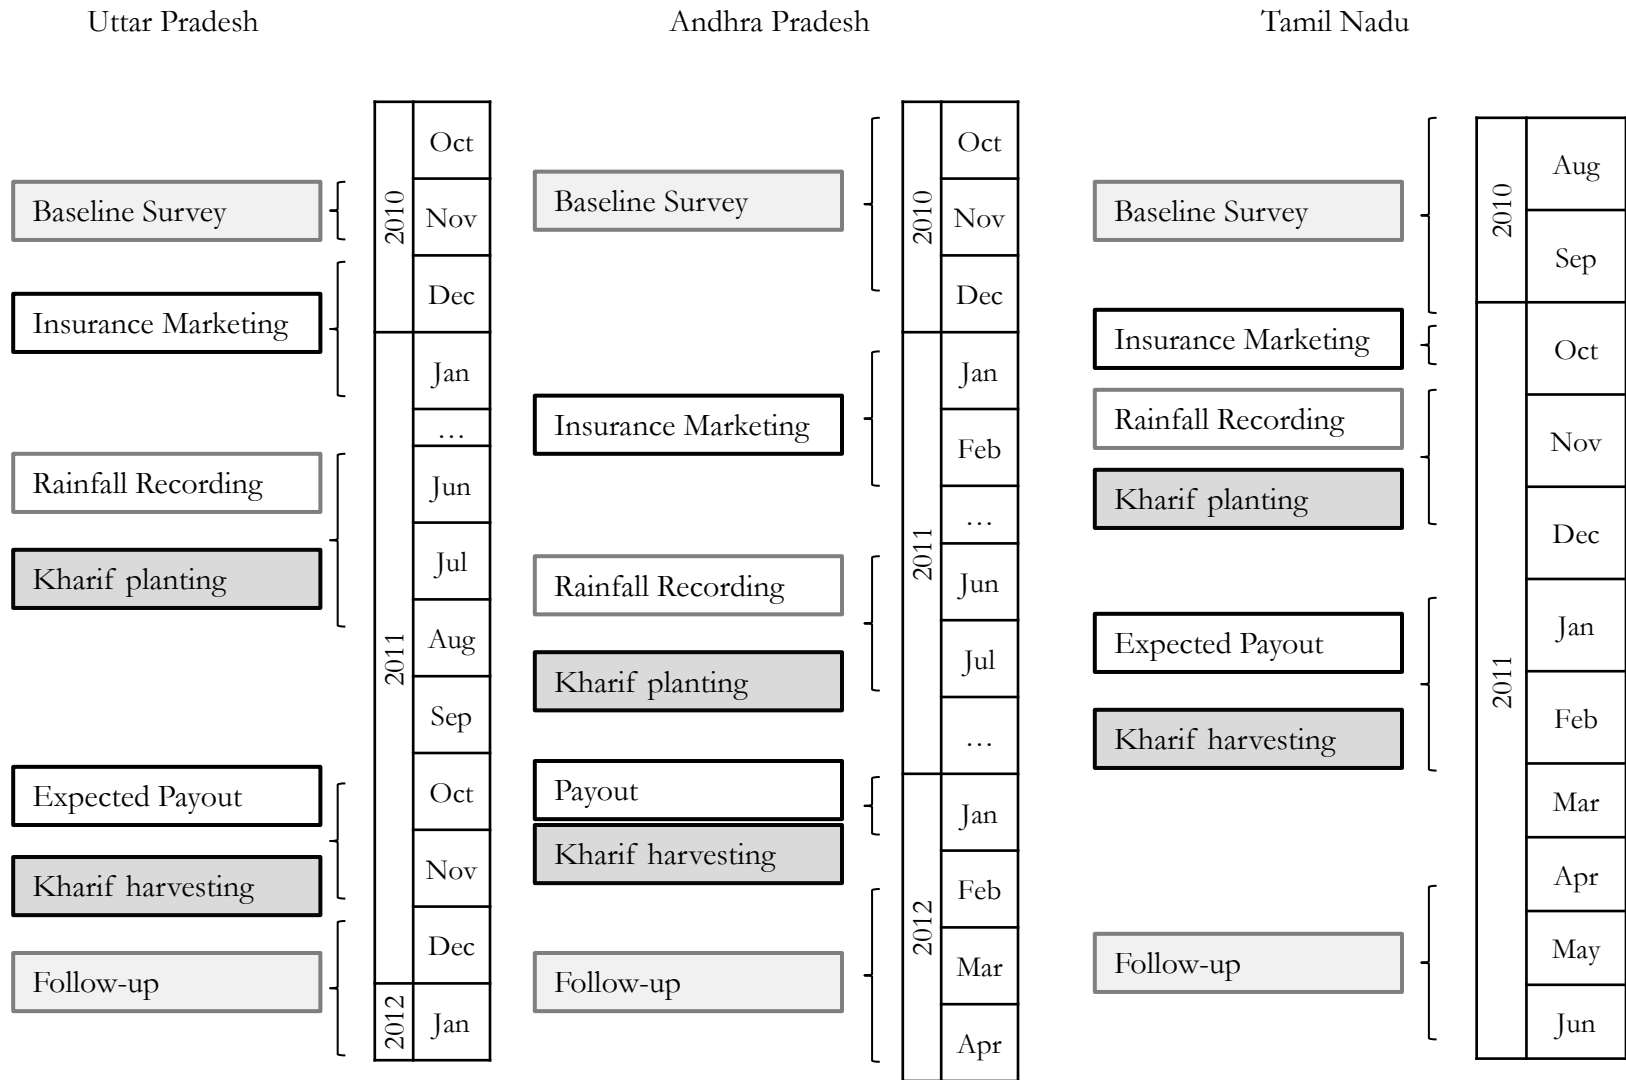 Uttar Pradesh
Baseline Survey
Insurance Marketing
Rainfall Recording
Kharif planting
Expected Payout
Kharif harvesting
Follow-up
2010
2011
2012
Oct
Nov
Dec
Jan
…
Jun
Jul
Aug
Sep
Oct
Nov
Dec
Jan
Andhra Pradesh
Baseline Survey
Insurance Marketing
Rainfall Recording
Kharif planting
Payout
Kharif harvesting
Follow-up
2010
2011
2012
Oct
Nov
Dec
Jan
Feb
…
Jun
Jul
…
Jan
Feb
Mar
Apr
Tamil Nadu
Baseline Survey
Insurance Marketing
Rainfall Recording
Kharif planting
Expected Payout
Kharif harvesting
Follow-up
2010
2011
Aug
Sep
Oct
Nov
Dec
Jan
Feb
Mar
Apr
May
Jun